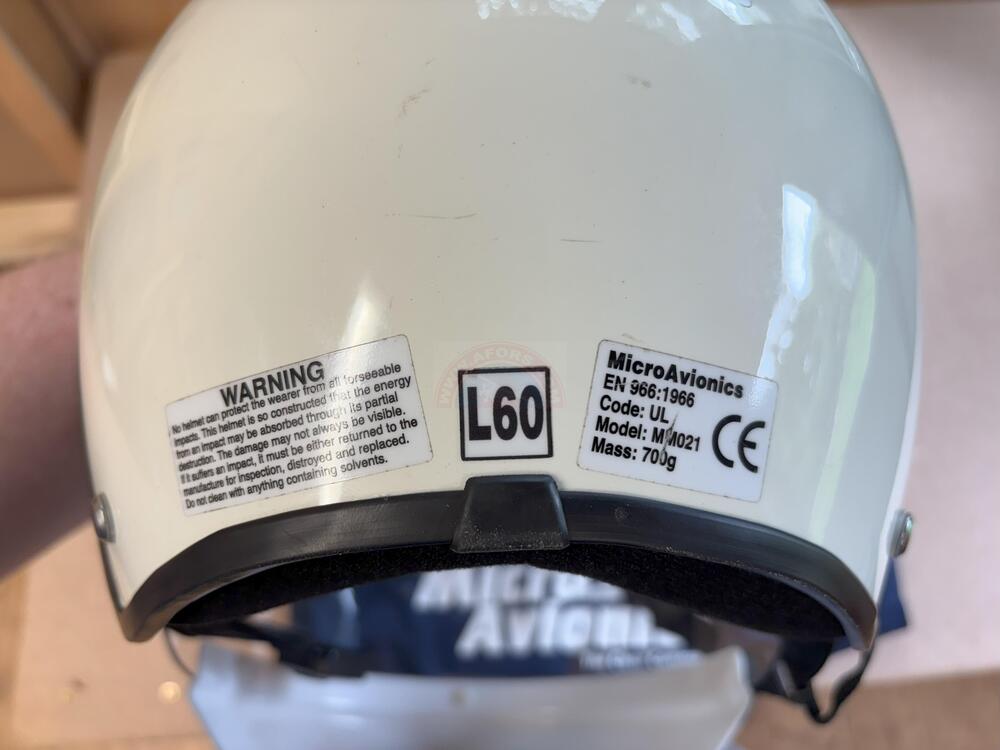 WARNING
No helmet can protect the wearer from all forseeable
impacts. This helmet is so constructed that the energy
from an impact may be absorbed through its partial
destruction. The damage may not always be visible.
If it suffers an impact, it must be either returned to the
manufacture for inspection, distroyed and replaced.
Do not clean with anything containing solvents.
L60
MicroAvionics
EN 966:1966
Code: UL
Model: MM021
Mass: 700g
CE
Avioni